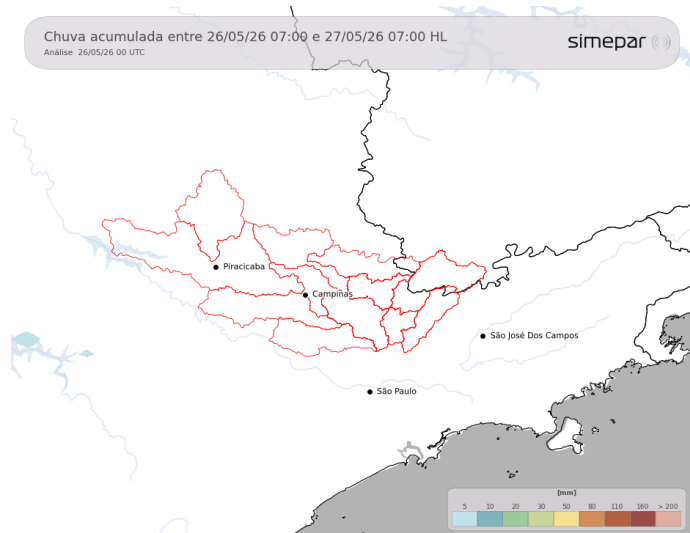 Chuva acumulada entre 26/05/26 07:00 e 27/05/26 07:00 HL
Análise 26/05/26 00 UTC
simepar
Piracicaba
Campinas
São José Dos Campos
São Paulo
[mm]
5 10 20 30 50 80 110 160 > 200